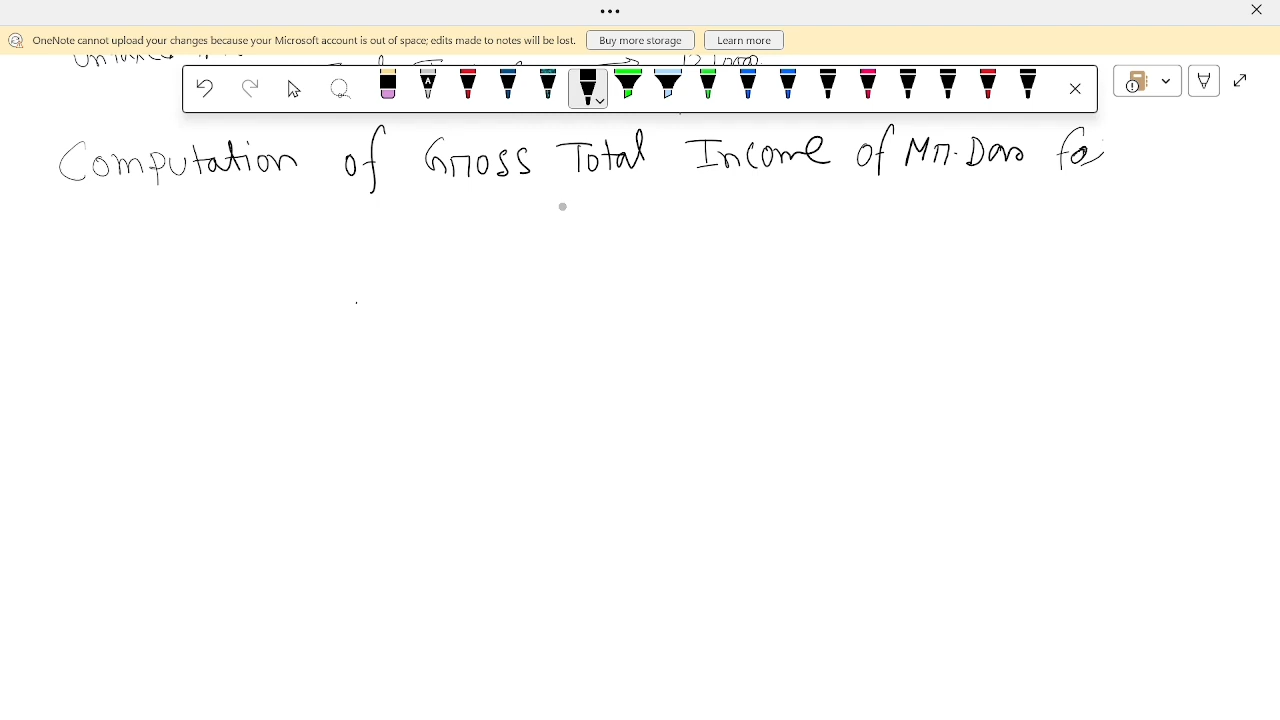 OneNote cannot upload your changes because your Microsoft account is out of space; edits made to notes will be lost. Buy more storage Learn more
Computation of Gross Total Income of Mr. Das for